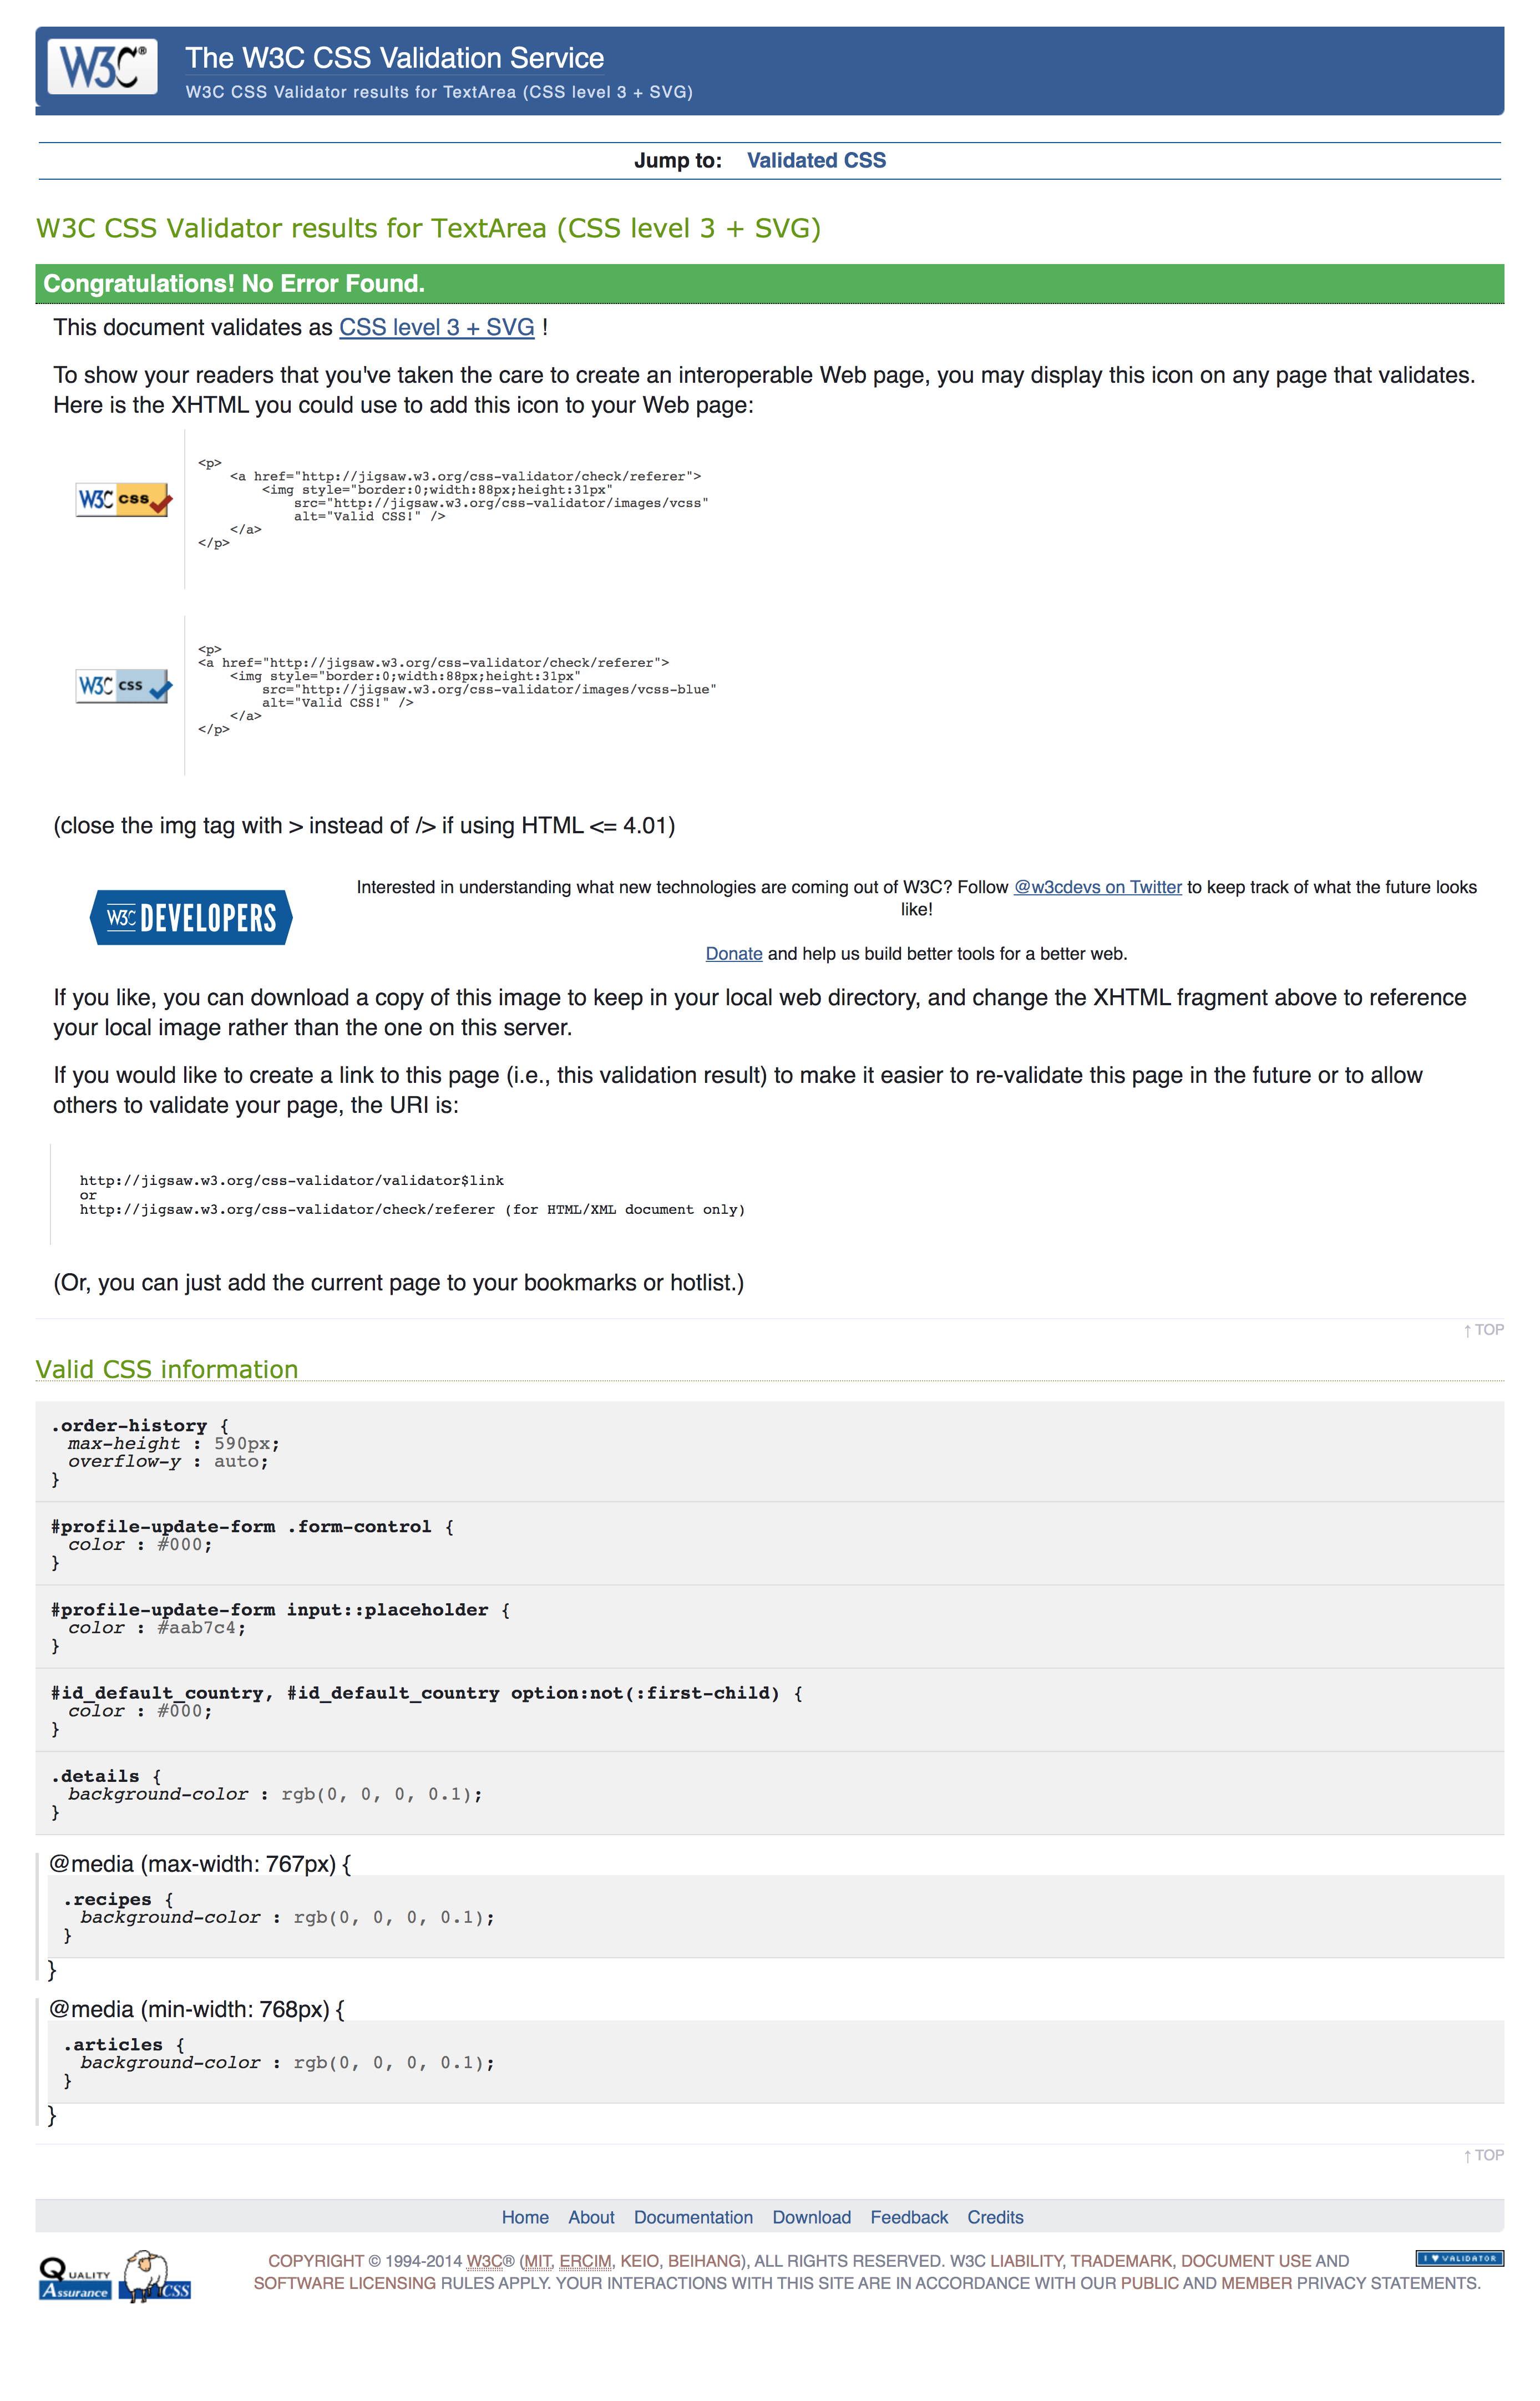 W3C®
The W3C CSS Validation Service
W3C CSS Validator results for TextArea (CSS level 3 + SVG)
Jump to: Validated CSS
W3C CSS Validator results for TextArea (CSS level 3 + SVG)
Congratulations! No Error Found.
This document validates as CSS level 3 + SVG !
To show your readers that you've taken the care to create an interoperable Web page, you may display this icon on any page that validates.
Here is the XHTML you could use to add this icon to your Web page:
W3C css
<p>
    <a href="http://jigsaw.w3.org/css-validator/check/referer">
        <img style="border:0;width:88px;height:31px"
            src="http://jigsaw.w3.org/css-validator/images/vcss"
            alt="Valid CSS!" />
    </a>
</p>
W3C css
<p>
<a href="http://jigsaw.w3.org/css-validator/check/referer">
    <img style="border:0;width:88px;height:31px"
        src="http://jigsaw.w3.org/css-validator/images/vcss-blue"
        alt="Valid CSS!" />
    </a>
</p>
(close the img tag with > instead of /> if using HTML <= 4.01)
W3C DEVELOPERS
Interested in understanding what new technologies are coming out of W3C? Follow @w3cdevs on Twitter to keep track of what the future looks
like!
Donate and help us build better tools for a better web.
If you like, you can download a copy of this image to keep in your local web directory, and change the XHTML fragment above to reference
your local image rather than the one on this server.
If you would like to create a link to this page (i.e., this validation result) to make it easier to re-validate this page in the future or to allow
others to validate your page, the URI is:
http://jigsaw.w3.org/css-validator/validator$link
or
http://jigsaw.w3.org/css-validator/check/referer (for HTML/XML document only)
(Or, you can just add the current page to your bookmarks or hotlist.)
↑ TOP
Valid CSS information
.order-history {
  max-height : 590px;
  overflow-y : auto;
}
#profile-update-form .form-control {
  color : #000;
}
#profile-update-form input::placeholder {
  color : #aab7c4;
}
#id_default_country, #id_default_country option:not(:first-child) {
  color : #000;
}
.details {
  background-color : rgb(0, 0, 0, 0.1);
}
@media (max-width: 767px) {
.recipes {
  background-color : rgb(0, 0, 0, 0.1);
}
}
@media (min-width: 768px) {
.articles {
  background-color : rgb(0, 0, 0, 0.1);
}
}
↑ TOP
Home About Documentation Download Feedback Credits
QUALITY
Assurance
CSS
COPYRIGHT © 1994-2014 W3C® (MIT, ERCIM, KEIO, BEIHANG), ALL RIGHTS RESERVED. W3C LIABILITY, TRADEMARK, DOCUMENT USE AND
SOFTWARE LICENSING RULES APPLY. YOUR INTERACTIONS WITH THIS SITE ARE IN ACCORDANCE WITH OUR PUBLIC AND MEMBER PRIVACY STATEMENTS.
I ♥ VALIDATOR